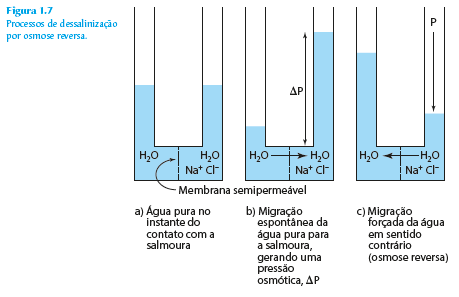 Figura 1.7
Processos de dessalinização
por osmose reversa.
P
ΔP
H₂O H₂O
Na⁺ Cl⁻
H₂O H₂O
Na⁺ Cl⁻
H₂O H₂O
Na⁺ Cl⁻
Membrana semipermeável
a) Água pura no
instante do
contato com a
salmoura
b) Migração
espontânea da
água pura para
a salmoura,
gerando uma
pressão
osmótica, ΔP
c) Migração
forçada da água
em sentido
contrário
(osmose reversa)